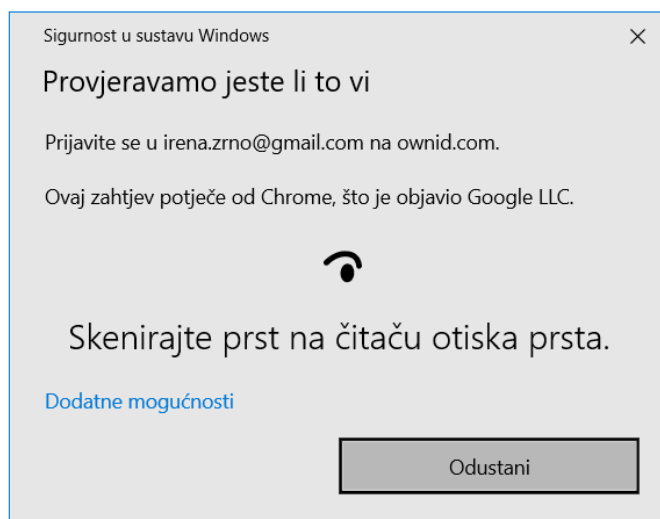 Sigurnost u sustavu Windows
Provjeravamo jeste li to vi
Prijavite se u irena.zrno@gmail.com na ownid.com.
Ovaj zahtjev potječe od Chrome, što je objavio Google LLC.
Skenirajte prst na čitaču otiska prsta.
Dodatne mogućnosti
Odustani